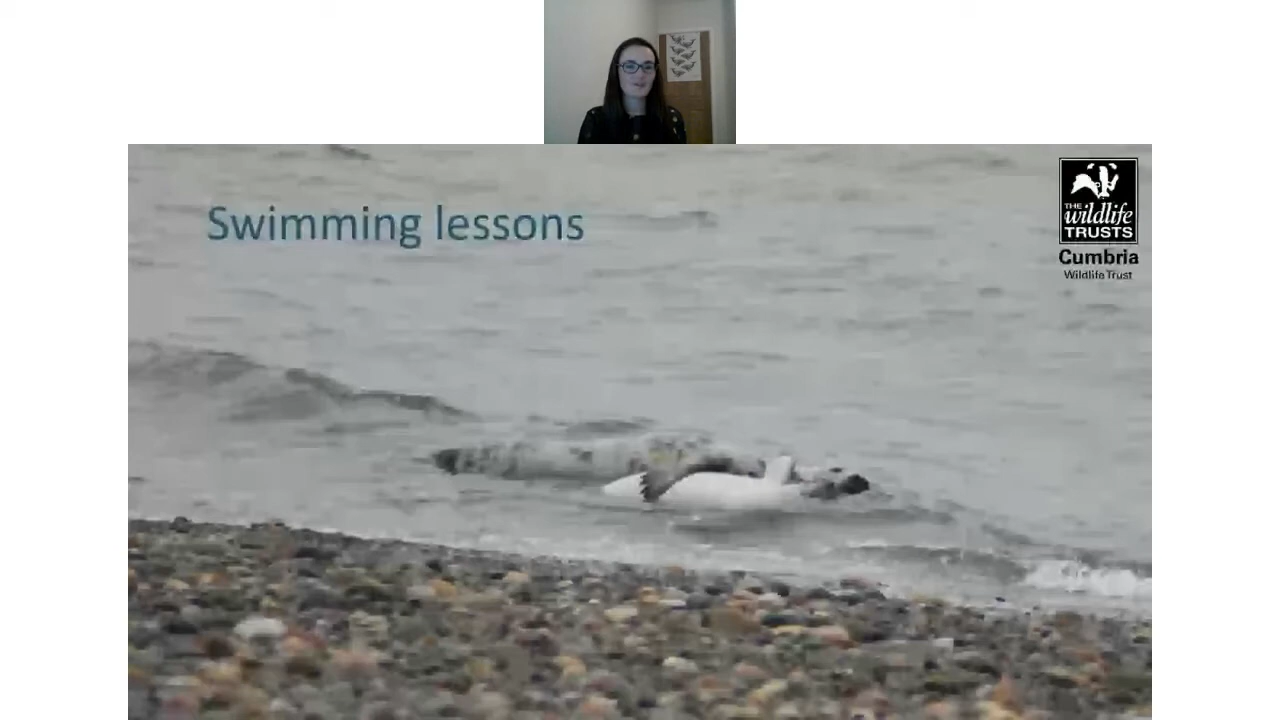 Swimming lessons
THE
wildlife
TRUSTS
Cumbria
Wildlife Trust